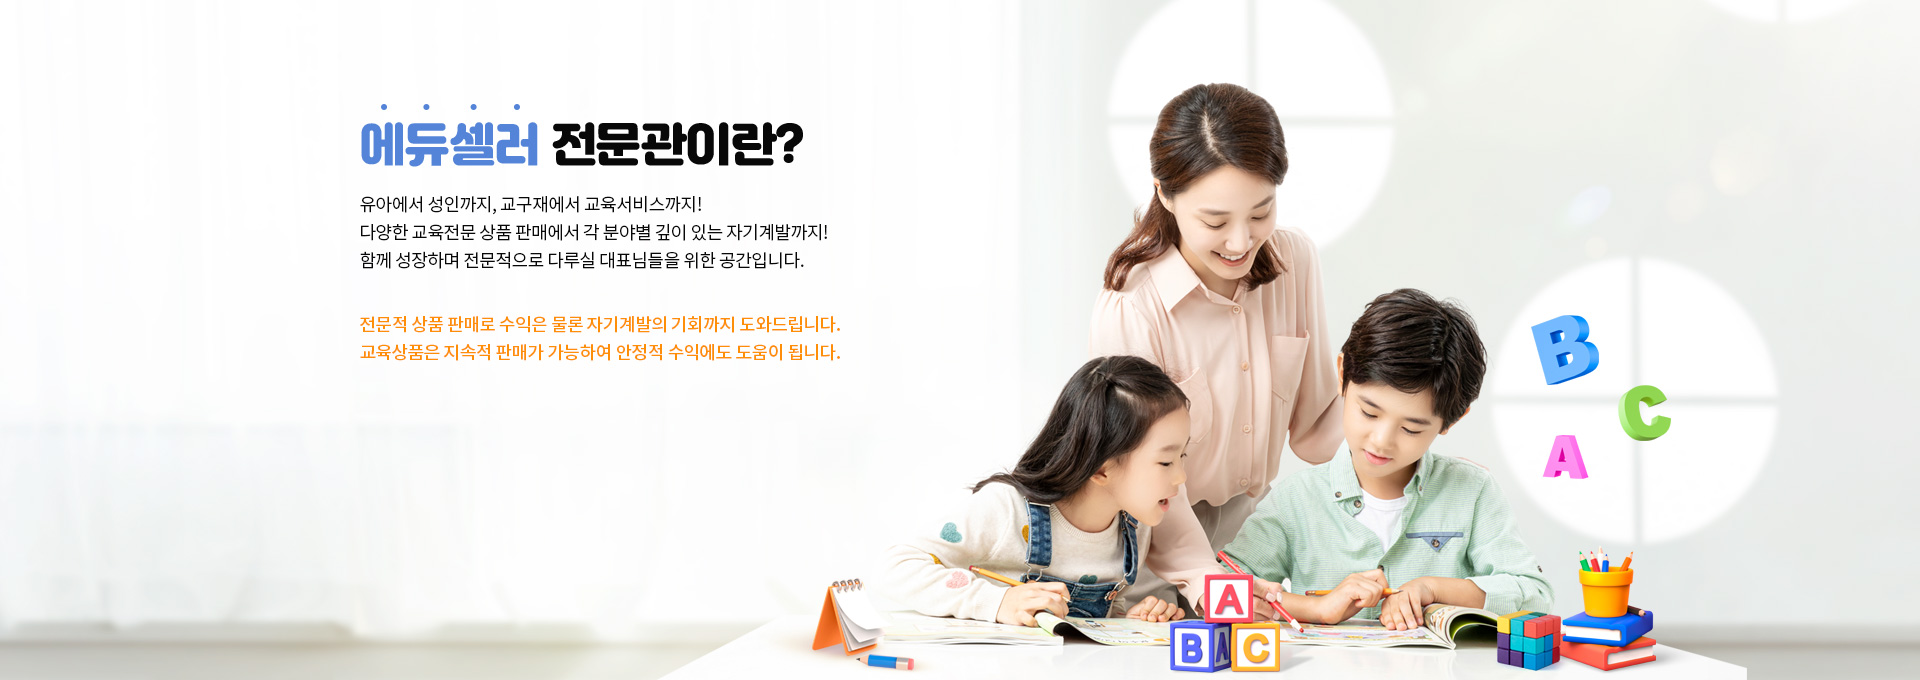 에듀셀러 전문관이란?
유아에서 성인까지, 교구재에서 교육서비스까지!
다양한 교육전문 상품 판매에서 각 분야별 깊이 있는 자기계발까지!
함께 성장하며 전문적으로 다루실 대표님들을 위한 공간입니다.
전문적 상품 판매로 수익은 물론 자기계발의 기회까지 도와드립니다.
교육상품은 지속적 판매가 가능하여 안정적 수익에도 도움이 됩니다.
B
C
A
A
B A C